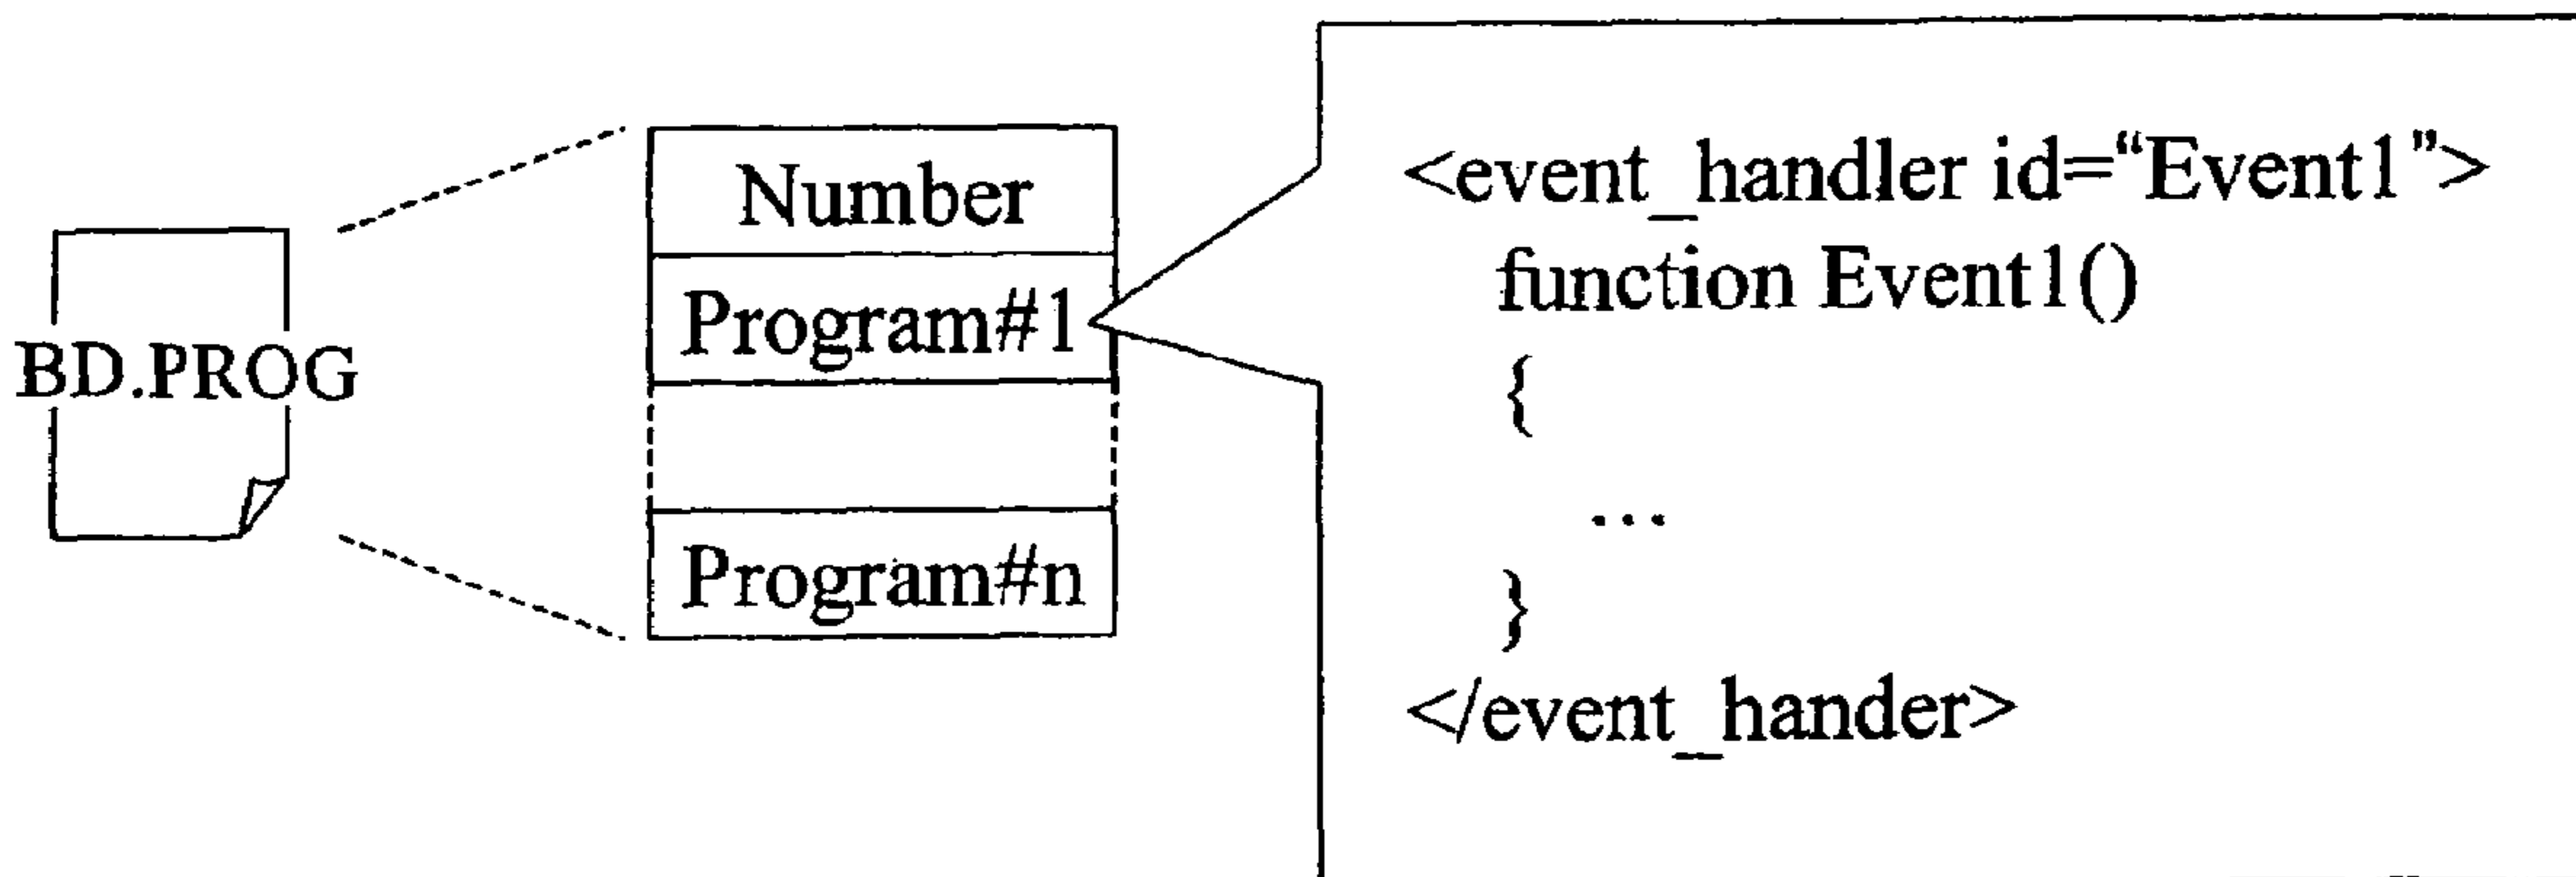 BD.PROG
Number
Program#1
Program#n
<event_handler id=“Event1”>
function Event1()
{
...
}
</event_hander>